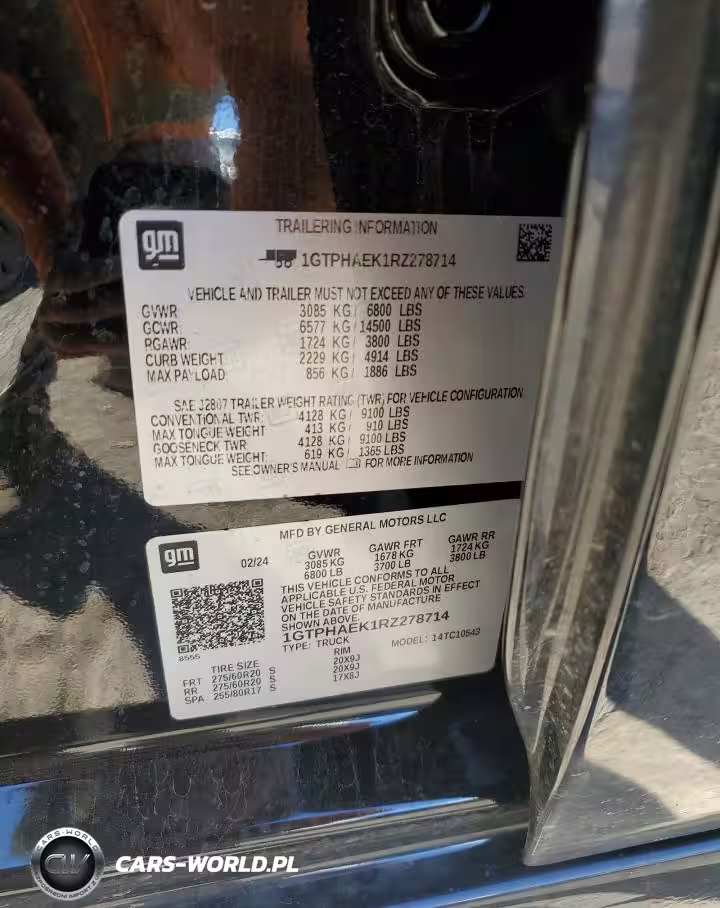 gm
TRAILERING INFORMATION
1GTPHAEK1RZ278714
VEHICLE AND TRAILER MUST NOT EXCEED ANY OF THESE VALUES
GVWR: 3085 KG/ 6800 LBS
GCWR: 6577 KG/ 14500 LBS
RGAWR: 1724 KG/ 3800 LBS
CURB WEIGHT 2229 KG/ 4914 LBS
MAX PAYLOAD 856 KG/ 1886 LBS
SAE J2807 TRAILER WEIGHT RATING (TWR) FOR VEHICLE CONFIGURATION
CONVENTIONAL TWR: 4128 KG/ 9100 LBS
MAX TONGUE WEIGHT 413 KG/ 910 LBS
GOOSENECK TWR: 4128 KG/ 9100 LBS
MAX TONGUE WEIGHT: 619 KG/ 1365 LBS
SEE OWNER'S MANUAL FOR MORE INFORMATION
gm
MFD BY GENERAL MOTORS LLC
02/24 GVWR GAWR FRT GAWR RR
3085 KG 1678 KG 1724 KG
6800 LB 3700 LB 3800 LB
THIS VEHICLE CONFORMS TO ALL
APPLICABLE U.S. FEDERAL MOTOR
VEHICLE SAFETY STANDARDS IN EFFECT
ON THE DATE OF MANUFACTURE
SHOWN ABOVE.
1GTPHAEK1RZ278714
TYPE: TRUCK MODEL: 14TC10543
8555
TIRE SIZE RIM
FRT 275/60R20 S 20X9J
RR 275/60R20 S 20X9J
SPA 255/80R17 S 17X8J
CARS-WORLD
CW
CARS-WORLD.PL